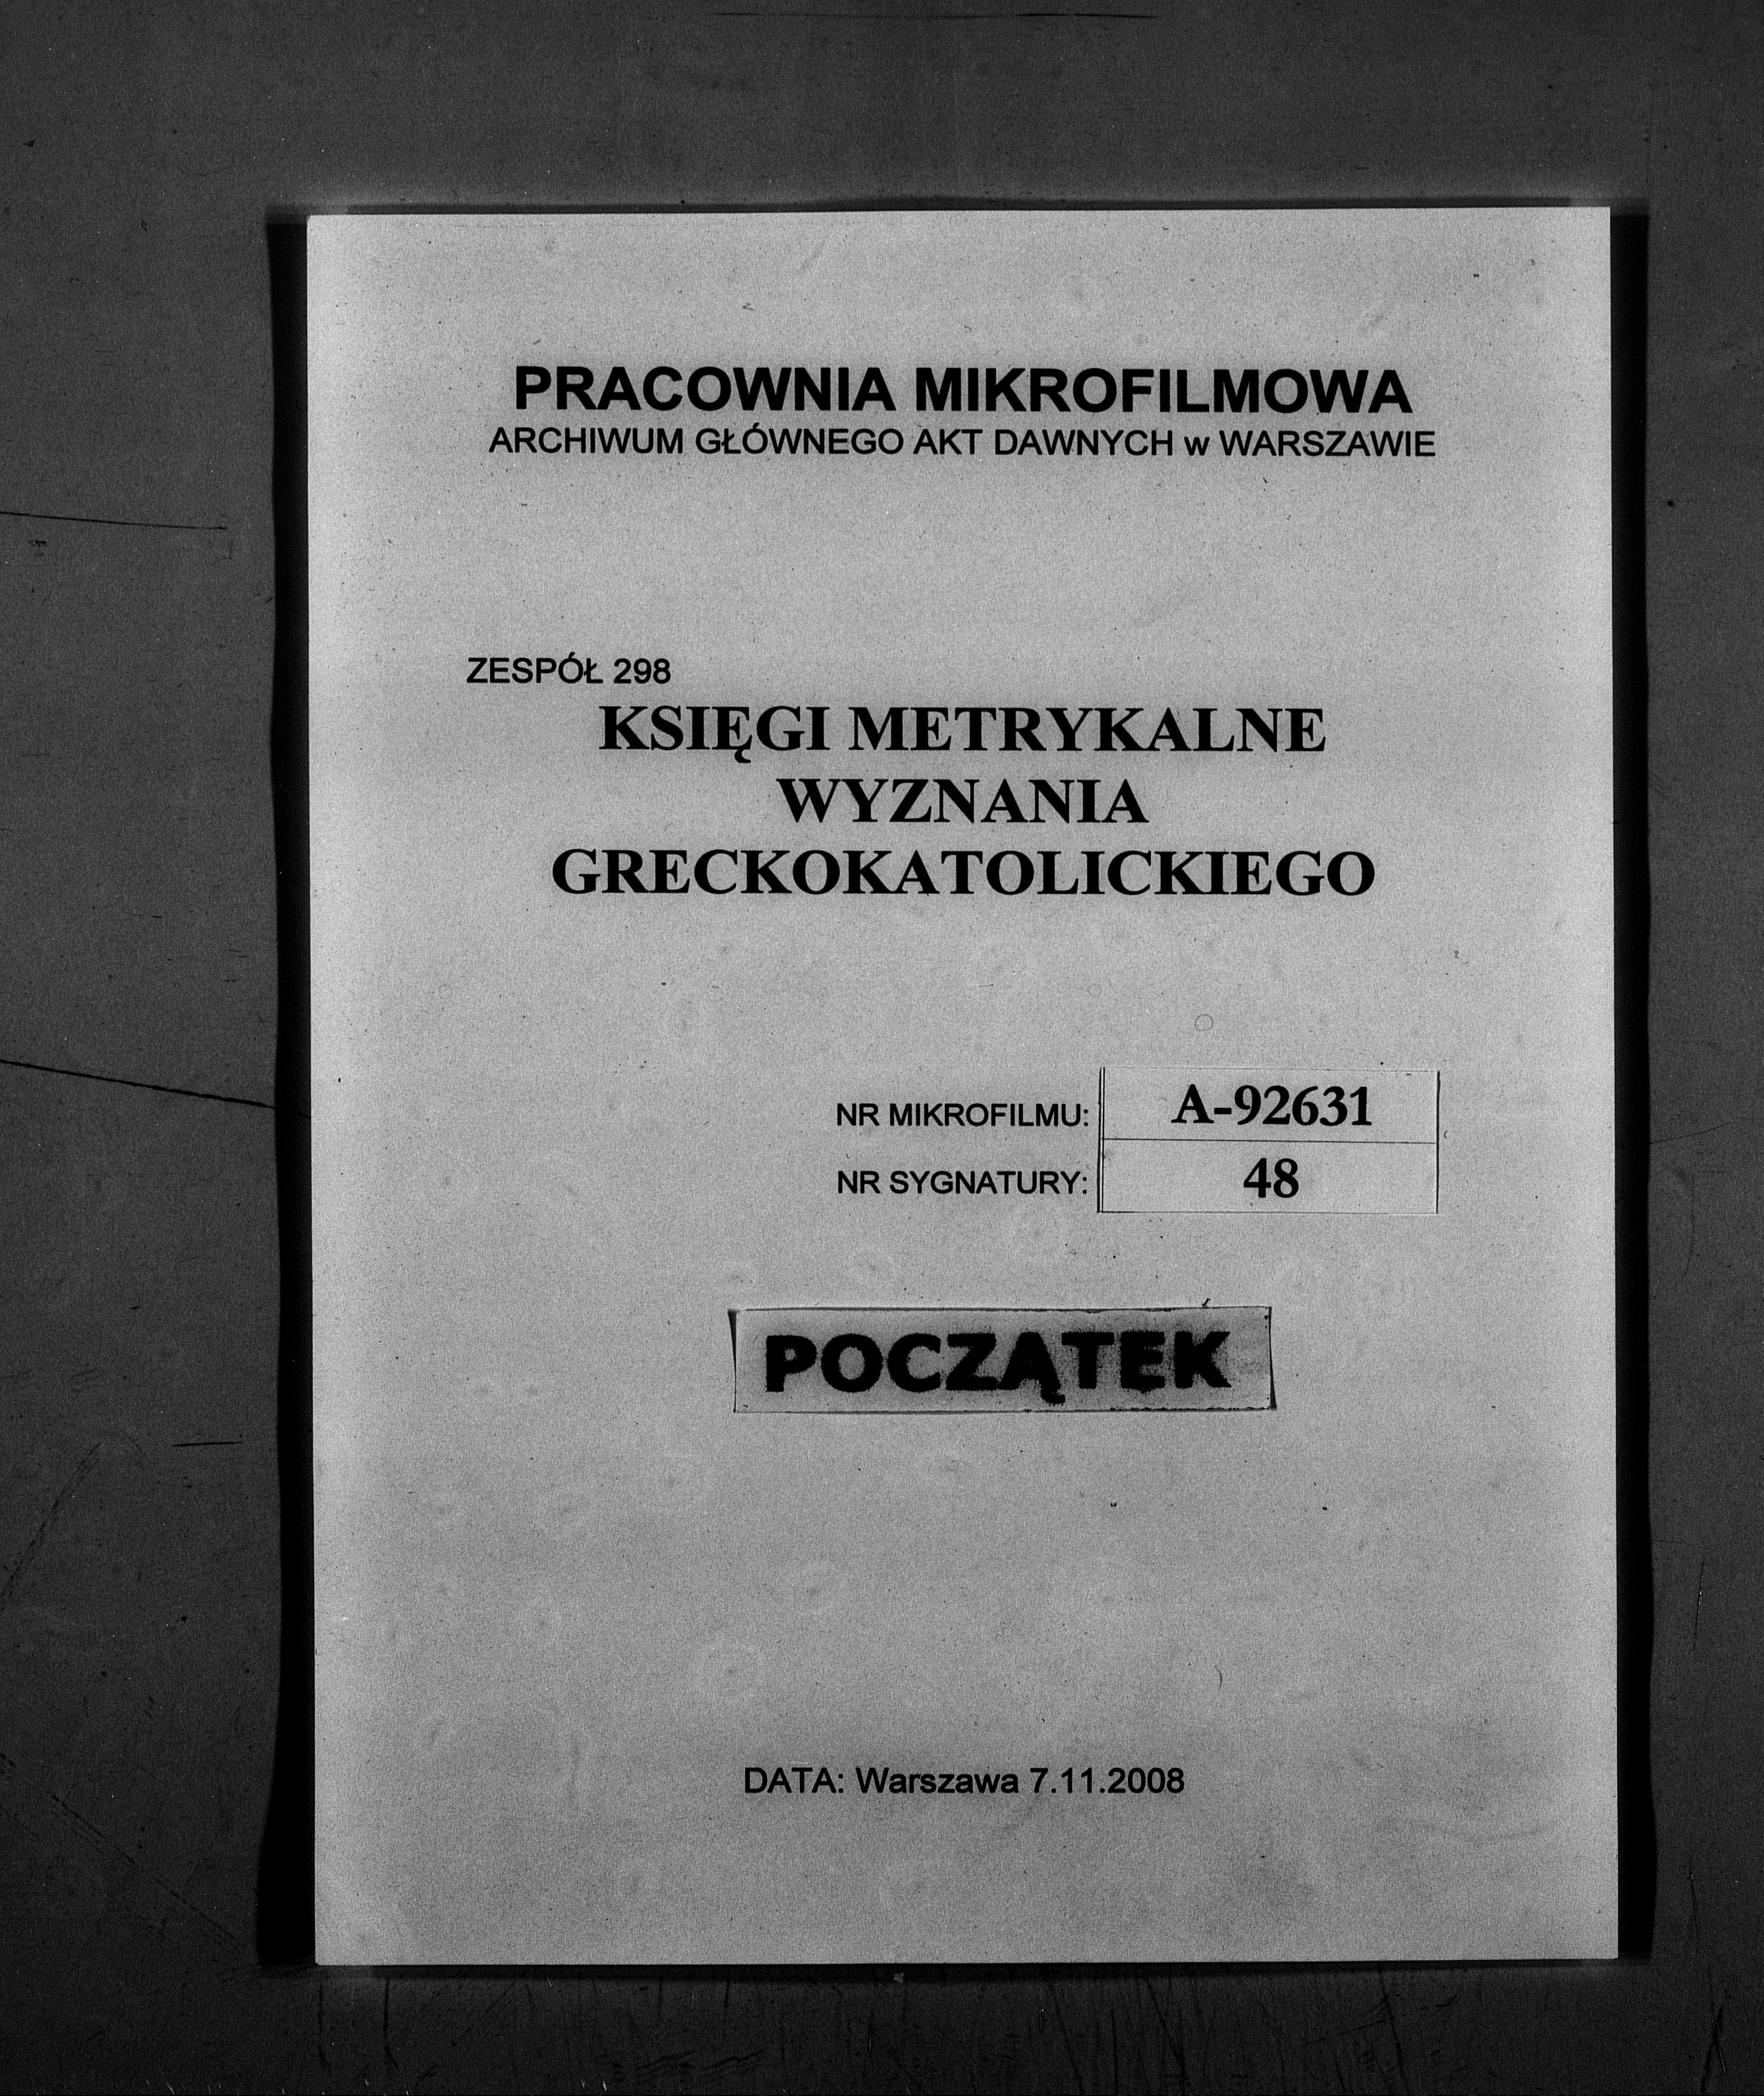 PRACOWNIA MIKROFILMOWA
ARCHIWUM GŁÓWNEGO AKT DAWNYCH w WARSZAWIE
ZESPÓŁ 298
KSIĘGI METRYKALNE
WYZNANIA
GRECKOKATOLICKIEGO
NR MIKROFILMU: A-92631
NR SYGNATURY: 48
POCZĄTEK
DATA: Warszawa 7.11.2008